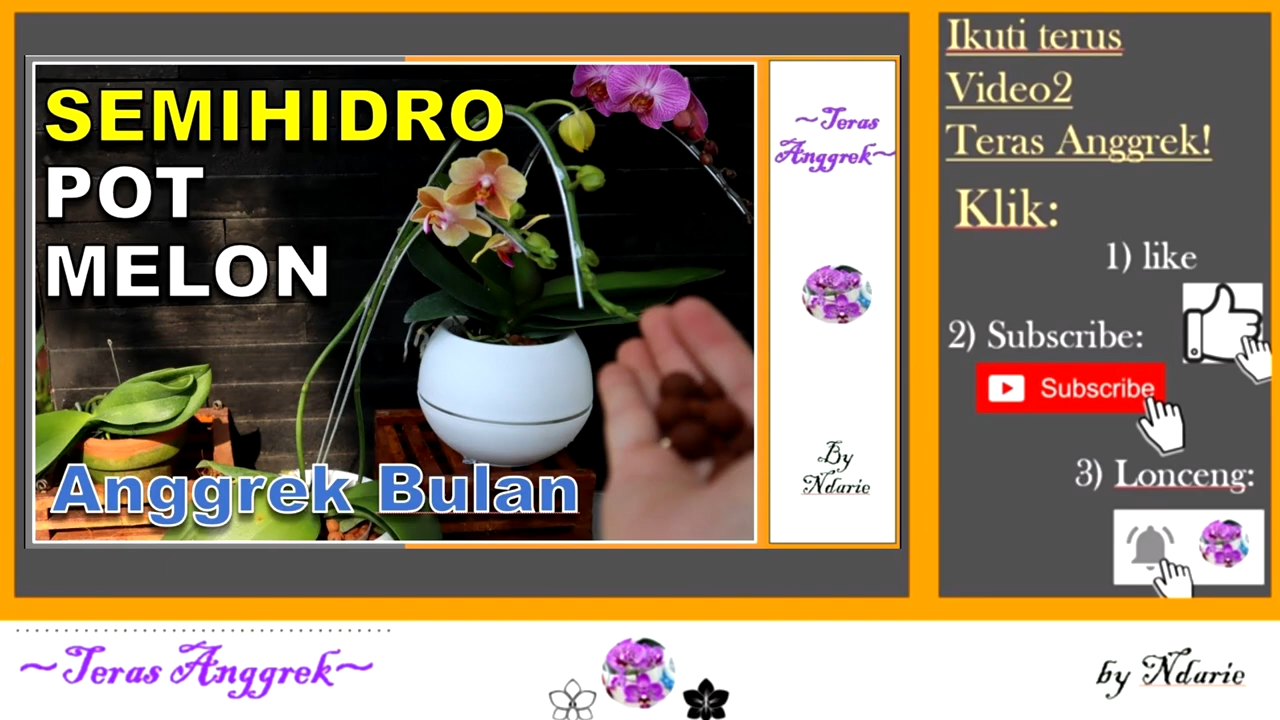 SEMIHIDRO
POT
MELON
Anggrek Bulan
~Teras
Anggrek~
By
Ndarie
Ikuti terus
Video2
Teras Anggrek!
Klik:
1) like
2) Subscribe:
Subscribe
3) Lonceng:
~Teras Anggrek~
by Ndarie